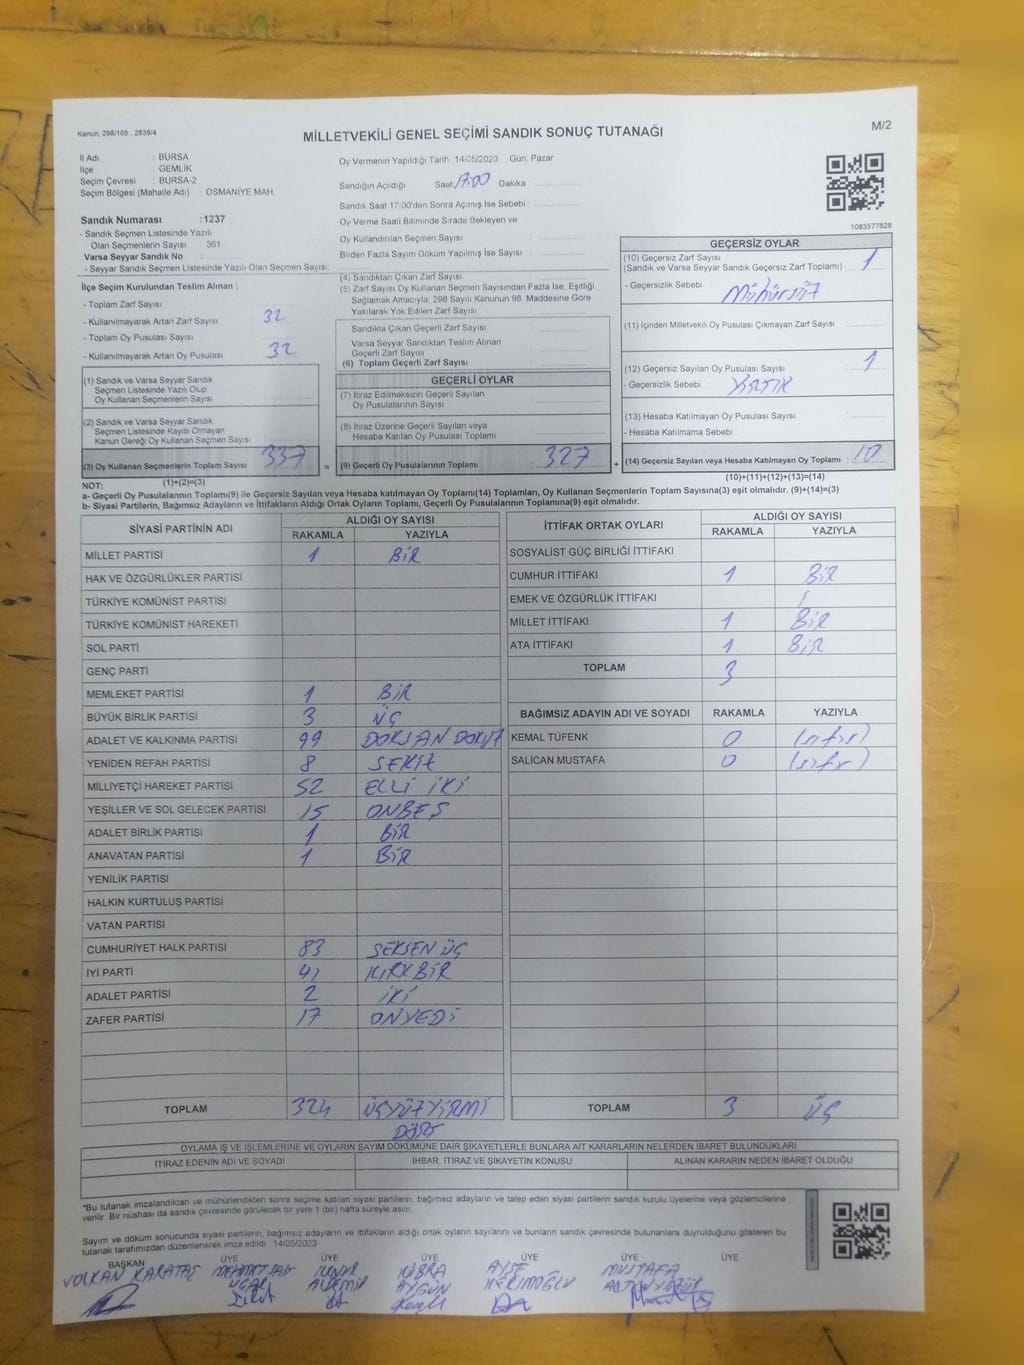 Kanun: 298/105 , 2839/4
MİLLETVEKİLİ GENEL SEÇİMİ SANDIK SONUÇ TUTANAĞI
M/2
İl Adı : BURSA
İlçe : GEMLİK
Seçim Çevresi : BURSA-2
Seçim Bölgesi (Mahalle Adı) : OSMANİYE MAH.
Sandık Numarası : 1237
- Sandık Seçmen Listesinde Yazılı
Olan Seçmenlerin Sayısı : 361
Varsa Seyyar Sandık No :
- Seyyar Sandık Seçmen Listesinde Yazılı Olan Seçmen Sayısı:
Oy Vermenin Yapıldığı Tarih 14/05/2023 Gün: Pazar
Sandığın Açıldığı Saat 17:00 Dakika
Sandık Saat 17:00'den Sonra Açılmış İse Sebebi :
Oy Verme Saati Bitiminde Sırada Bekleyen ve
Oy Kullandırılan Seçmen Sayısı :
Birden Fazla Sayım Döküm Yapılmış İse Sayısı :
1083577828
İlçe Seçim Kurulundan Teslim Alınan :
- Toplam Zarf Sayısı :
- Kullanılmayarak Artan Zarf Sayısı : 32
- Toplam Oy Pusulası Sayısı :
- Kullanılmayarak Artan Oy Pusulası : 32
(4) Sandıktan Çıkan Zarf Sayısı :
(5) Zarf Sayısı Oy Kullanan Seçmen Sayısından Fazla İse, Eşitliği
Sağlamak Amacıyla, 298 Sayılı Kanunun 98. Maddesine Göre
Yakılarak Yok Edilen Zarf Sayısı :
Sandıkta Çıkan Geçerli Zarf Sayısı :
Varsa Seyyar Sandıktan Teslim Alınan
Geçerli Zarf Sayısı :
(6) Toplam Geçerli Zarf Sayısı :
GEÇERSİZ OYLAR
(10) Geçersiz Zarf Sayısı : 1
(Sandık ve Varsa Seyyar Sandık Geçersiz Zarf Toplamı)
- Geçersizlik Sebebi : Mühürsüz
(11) İçinden Milletvekili Oy Pusulası Çıkmayan Zarf Sayısı :
(12) Geçersiz Sayılan Oy Pusulası Sayısı : 1
- Geçersizlik Sebebi : YIRTIK
(13) Hesaba Katılmayan Oy Pusulası Sayısı :
- Hesaba Katılmama Sebebi :
(14) Geçersiz Sayılan veya Hesaba Katılmayan Oy Toplamı : 10
(10)+(11)+(12)+(13)=(14)
(1) Sandık ve Varsa Seyyar Sandık
Seçmen Listesinde Yazılı Olup
Oy Kullanan Seçmenlerin Sayısı :
(2) Sandık ve Varsa Seyyar Sandık
Listesinde Kayıtlı Olmayan
Kanun Gereği Oy Kullanan Seçmen Sayısı :
(3) Oy Kullanan Seçmenlerin Toplam Sayısı 337 =
(1)+(2)=(3)
GEÇERLİ OYLAR
(7) İtiraz Edilmeksizin Geçerli Sayılan
Oy Pusulalarının Sayısı :
(8) İtiraz Üzerine Geçerli Sayılan veya
Hesaba Katılan Oy Pusulası Toplamı :
(9) Geçerli Oy Pusulalarının Toplamı : 327 +
NOT:
a- Geçerli Oy Pusulalarının Toplamı(9) ile Geçersiz Sayılan veya Hesaba katılmayan Oy Toplamı(14) Toplamları, Oy Kullanan Seçmenlerin Toplam Sayısına(3) eşit olmalıdır. (9)+(14)=(3)
b- Siyasi Partilerin, Bağımsız Adayların ve İttifakların Aldığı Ortak Oyların Toplamı, Geçerli Oy Pusulalarının Toplamına(9) eşit olmalıdır.
SİYASİ PARTİNİN ADI ALDIĞI OY SAYISI
RAKAMLA YAZIYLA
MİLLET PARTİSİ 1 BİR
HAK VE ÖZGÜRLÜKLER PARTİSİ
TÜRKİYE KOMÜNİST PARTİSİ
TÜRKİYE KOMÜNİST HAREKETİ
SOL PARTİ
GENÇ PARTİ
MEMLEKET PARTİSİ 1 BİR
BÜYÜK BİRLİK PARTİSİ 3 ÜÇ
ADALET VE KALKINMA PARTİSİ 99 DOKSAN DOKUZ
YENİDEN REFAH PARTİSİ 8 SEKİZ
MİLLİYETÇİ HAREKET PARTİSİ 52 ELLİ İKİ
YEŞİLLER VE SOL GELECEK PARTİSİ 15 ONBEŞ
ADALET BİRLİK PARTİSİ 1 BİR
ANAVATAN PARTİSİ 1 BİR
YENİLİK PARTİSİ
HALKIN KURTULUŞ PARTİSİ
VATAN PARTİSİ
CUMHURİYET HALK PARTİSİ 83 SEKSEN ÜÇ
İYİ PARTİ 41 KIRKBİR
ADALET PARTİSİ 2 İKİ
ZAFER PARTİSİ 17 ONYEDİ
TOPLAM 324 ÜÇYÜZYİRMİ
DÖRT
İTTİFAK ORTAK OYLARI ALDIĞI OY SAYISI
RAKAMLA YAZIYLA
SOSYALİST GÜÇ BİRLİĞİ İTTİFAKI
CUMHUR İTTİFAKI 1 BİR
EMEK VE ÖZGÜRLÜK İTTİFAKI
MİLLET İTTİFAKI 1 BİR
ATA İTTİFAKI 1 BİR
TOPLAM 3
BAĞIMSIZ ADAYIN ADI VE SOYADI RAKAMLA YAZIYLA
KEMAL TÜFENK 0 (sıfır)
SALİCAN MUSTAFA 0 (sıfır)
TOPLAM 3 ÜÇ
OYLAMA İŞ VE İŞLEMLERİNE VE OYLARIN SAYIM DÖKÜMÜNE DAİR ŞİKAYETLERLE BUNLARA AİT KARARLARIN NELERDEN İBARET BULUNDUKLARI
İTİRAZ EDENİN ADI VE SOYADI İHBAR İTİRAZ VE ŞİKAYETİN KONUSU ALINAN KARARIN NEDEN İBARET OLDUĞU
*Bu tutanak imzalandıktan ve mühürlendikten sonra seçime katılan siyasi partilerin, bağımsız adayların ve talep eden siyasi partilerin sandık kurulu üyelerine veya gözlemcilerine
verilir. Bir nüshası da sandık çevresinde görülecek bir yere 1 (bir) hafta süreyle asılır.
Sayım ve döküm sonucunda siyasi partilerin, bağımsız adayların ve ittifakların aldığı ortak oyların sayılarını ve bunların sandık çevresinde bulunanlara duyrulduğunu gösteren bu
tutanak tarafımızdan düzenlenerek imza edildi. 14/05/2023
BAŞKAN ÜYE ÜYE ÜYE ÜYE ÜYE ÜYE
VOLKAN KARATAŞ KÜBRA AYŞE MUSTAFA
AYGÜN KERİMOĞLU